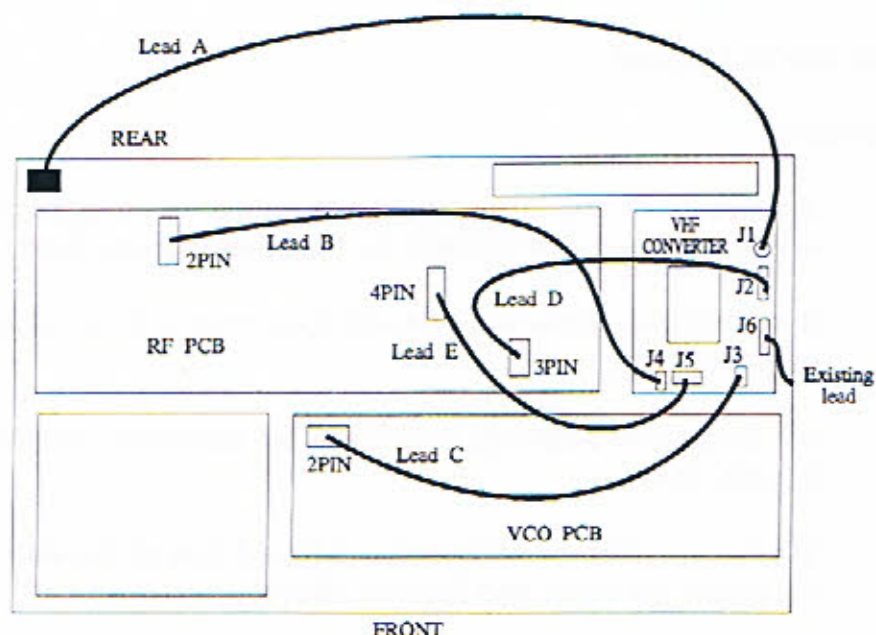 Lead A
REAR
VHF
CONVERTER
J1
Lead B
2PIN
J2
4PIN
Lead D
J6
RF PCB
Lead E
3PIN
J4
J5
J3
Existing
lead
2PIN
Lead C
VCO PCB
FRONT